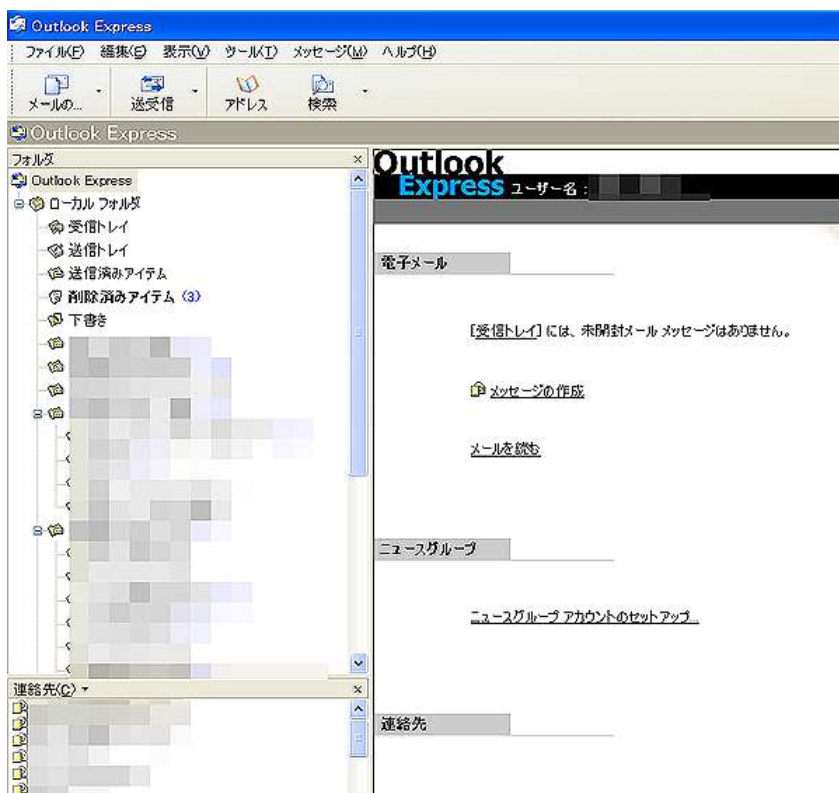 Outlook Express
ファイル(F) 編集(E) 表示(V) ツール(T) メッセージ(M) ヘルプ(H)
メールの... 送受信 アドレス 検索
Outlook Express
フォルダ
Outlook Express
ローカル フォルダ
受信トレイ
送信トレイ
送信済みアイテム
削除済みアイテム (3)
下書き
連絡先(C)
Outlook
Express ユーザー名 :
電子メール
[受信トレイ] には、未開封メール メッセージはありません。
メッセージの作成
メールを読む
ニュースグループ
ニュースグループ アカウントのセットアップ...
連絡先